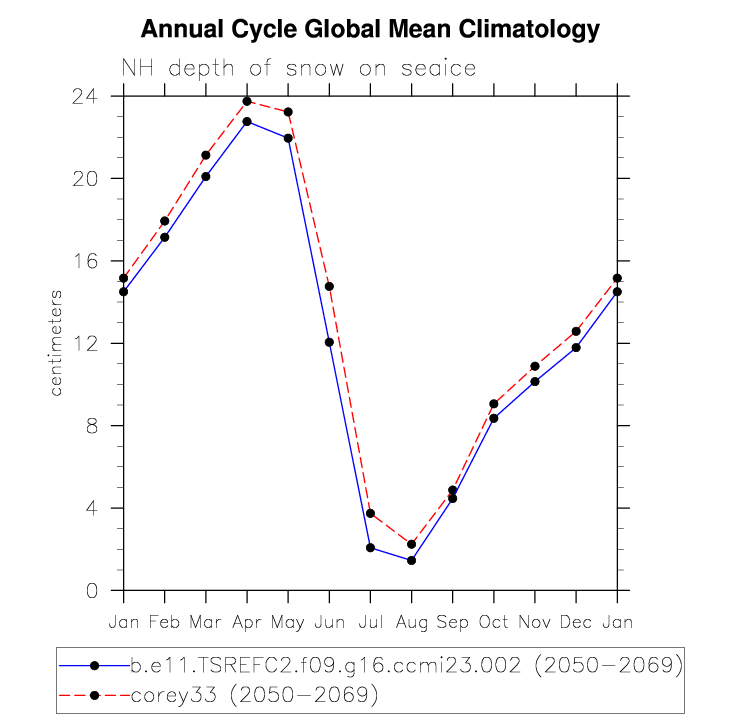 Annual Cycle Global Mean Climatology
NH depth of snow on seaice
24
20
16
12
8
4
0
centimeters
Jan Feb Mar Apr May Jun Jul Aug Sep Oct Nov Dec Jan
b.e11.TSREFC2.f09.g16.ccmi23.002 (2050-2069)
corey33 (2050-2069)